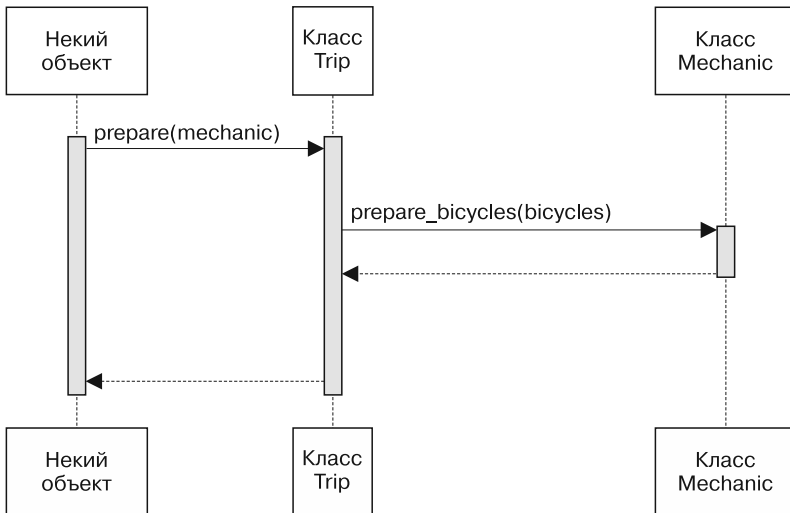 Некий
объект
Класс
Trip
Класс
Mechanic
prepare(mechanic)
prepare_bicycles(bicycles)
Некий
объект
Класс
Trip
Класс
Mechanic